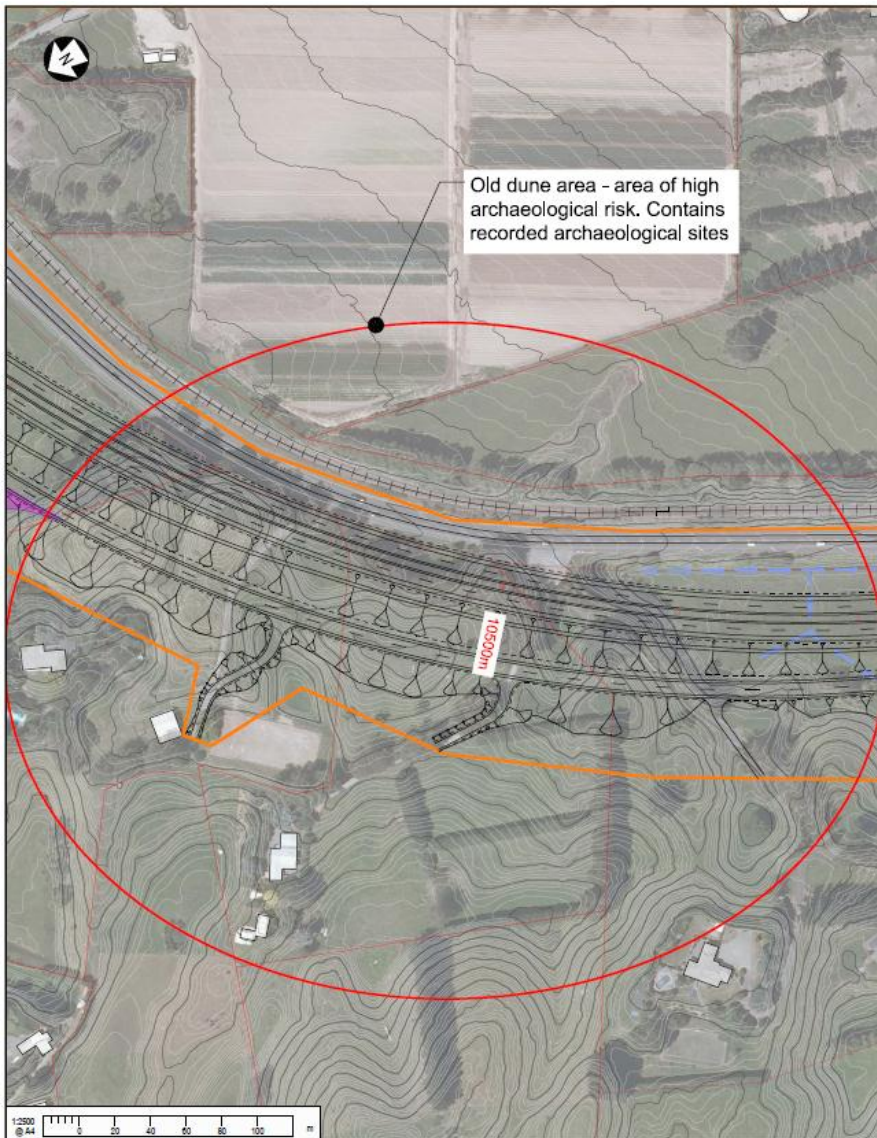 N
Old dune area - area of high
archaeological risk. Contains
recorded archaeological sites
10500m
1:2500
@ A4
0 20 40 60 80 100 m